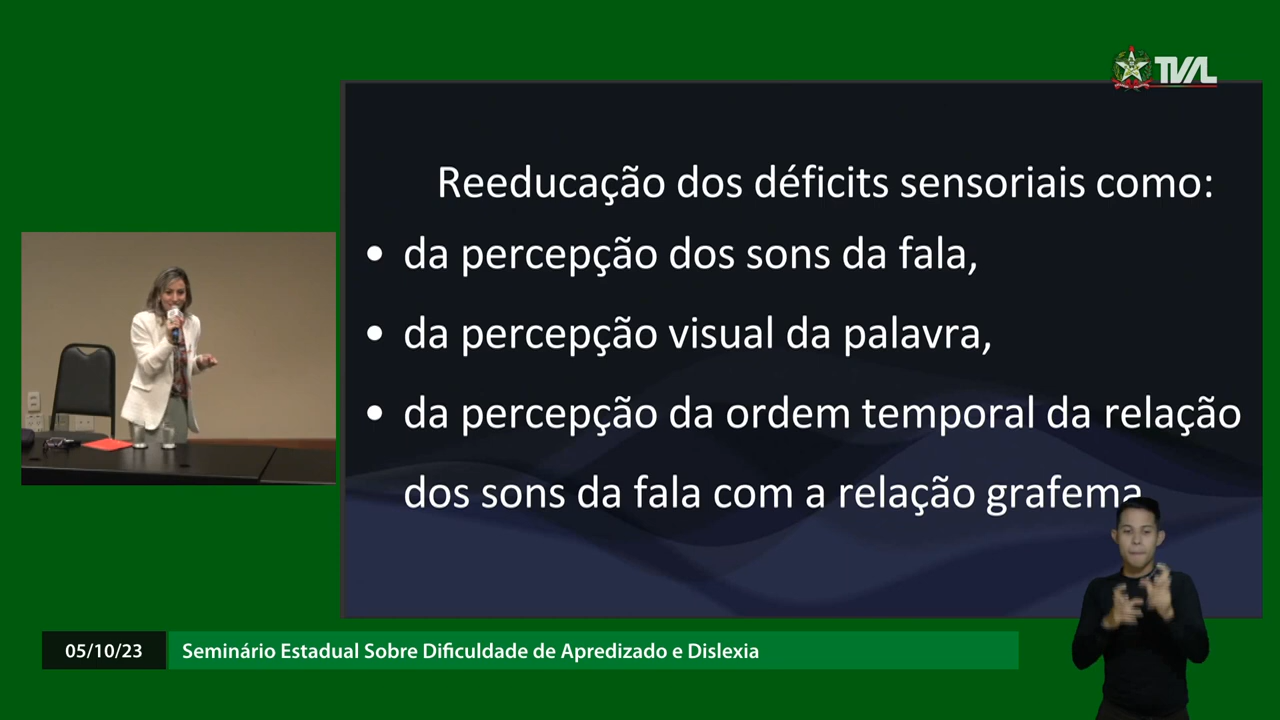 TVAL
Reeducação dos déficits sensoriais como:
• da percepção dos sons da fala,
• da percepção visual da palavra,
• da percepção da ordem temporal da relação
dos sons da fala com a relação grafema
05/10/23
Seminário Estadual Sobre Dificuldade de Apredizado e Dislexia